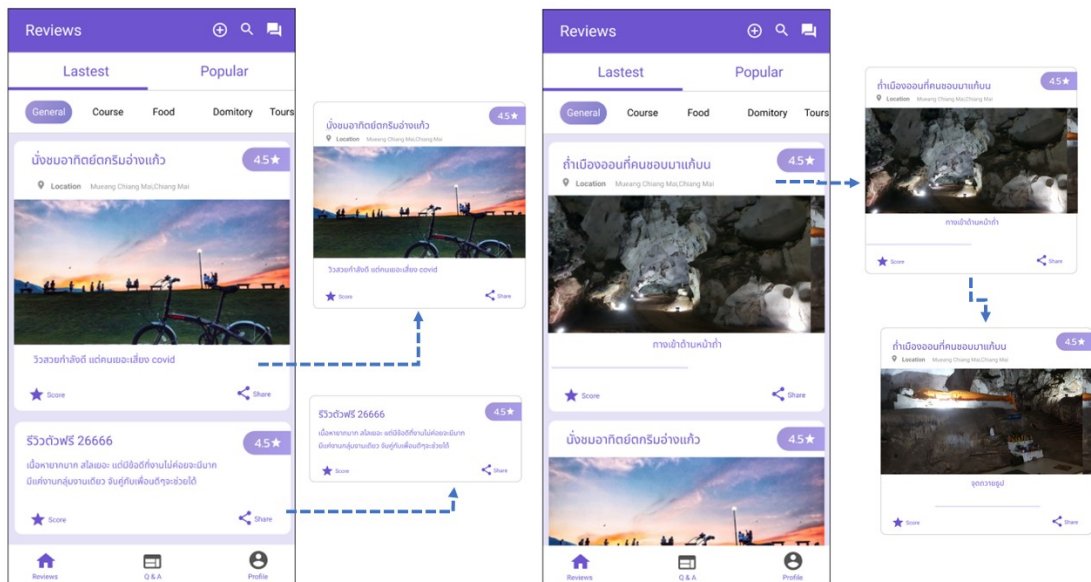 Reviews
Lastest Popular
General Course Food Domitory Tours
นั่งชมอาทิตย์ตกริมอ่างแก้ว
4.5★
Location Mueang Chiang Mai,Chiang Mai
วิวสวยกำลังดี แต่คนเยอะเสี่ยง covid
Score Share
รีวิวตัวฟรี 26666
4.5★
เนื้อหายากมาก สไลเยอะ แต่มีข้อดีที่งานไม่ค่อยจะมีมาก
มีแค่งานกลุ่มงานเดียว จับคู่กับเพื่อนดีๆจะช่วยได้
Score Share
Reviews Q & A Profile
นั่งชมอาทิตย์ตกริมอ่างแก้ว
4.5★
Location Mueang Chiang Mai,Chiang Mai
วิวสวยกำลังดี แต่คนเยอะเสี่ยง covid
Score Share
รีวิวตัวฟรี 26666
4.5★
เนื้อหายากมาก สไลเยอะ แต่มีข้อดีที่งานไม่ค่อยจะมีมาก
มีแค่งานกลุ่มงานเดียว จับคู่กับเพื่อนดีๆจะช่วยได้
Score Share
Reviews
Lastest Popular
General Course Food Domitory Tours
ถ้ำเมืองออนที่คนชอบมาแก้บน
4.5★
Location Mueang Chiang Mai,Chiang Mai
ทางเข้าด้านหน้าถ้ำ
Score Share
นั่งชมอาทิตย์ตกริมอ่างแก้ว
4.5★
Location Mueang Chiang Mai,Chiang Mai
Reviews Q & A Profile
ถ้ำเมืองออนที่คนชอบมาแก้บน
4.5★
Location Mueang Chiang Mai,Chiang Mai
ทางเข้าด้านหน้าถ้ำ
Score Share
ถ้ำเมืองออนที่คนชอบมาแก้บน
4.5★
Location Mueang Chiang Mai,Chiang Mai
จุดถวายธูป
Score Share